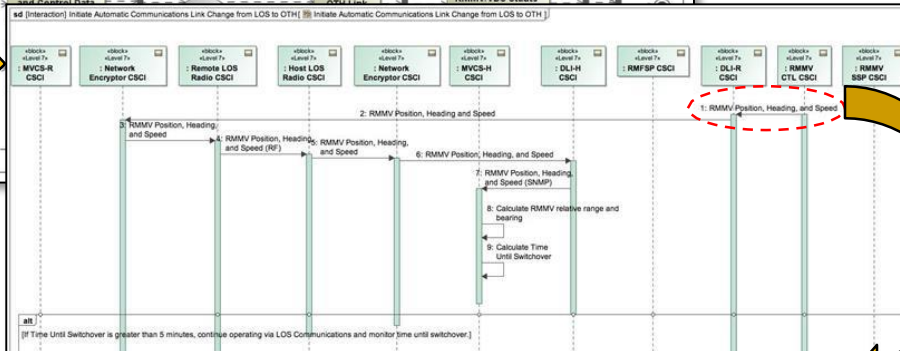 and Control Data
OTH Link
sd [Interaction] Initiate Automatic Communications Link Change from LOS to OTH [ Initiate Automatic Communications Link Change from LOS to OTH ]
«block»
«Level 7»
: MVCS-R
CSCI
«block»
«Level 7»
: Network
Encryptor CSCI
«block»
«Level 7»
: Remote LOS
Radio CSCI
«block»
«Level 7»
: Host LOS
Radio CSCI
«block»
«Level 7»
: Network
Encryptor CSCI
«block»
«Level 7»
: MVCS-H
CSCI
«block»
«Level 7»
: DLI-H
CSCI
«block»
«Level 7»
: RMFSP CSCI
«block»
«Level 7»
: DLI-R
CSCI
«block»
«Level 7»
: RMMV
CTL CSCI
«block»
«Level 7»
: RMMV
SSP CSCI
1: RMMV Position, Heading, and Speed
2: RMMV Position, Heading and Speed
3: RMMV Position, Heading,
and Speed
4: RMMV Position, Heading,
and Speed (RF)
5: RMMV Position, Heading,
and Speed
6: RMMV Position, Heading, and Speed
7: RMMV Position, Heading,
and Speed (SNMP)
8: Calculate RMMV relative range and
bearing
9: Calculate Time
Until Switchover
alt
[If Time Until Switchover is greater than 5 minutes, continue operating via LOS Communications and monitor time until switchover.]